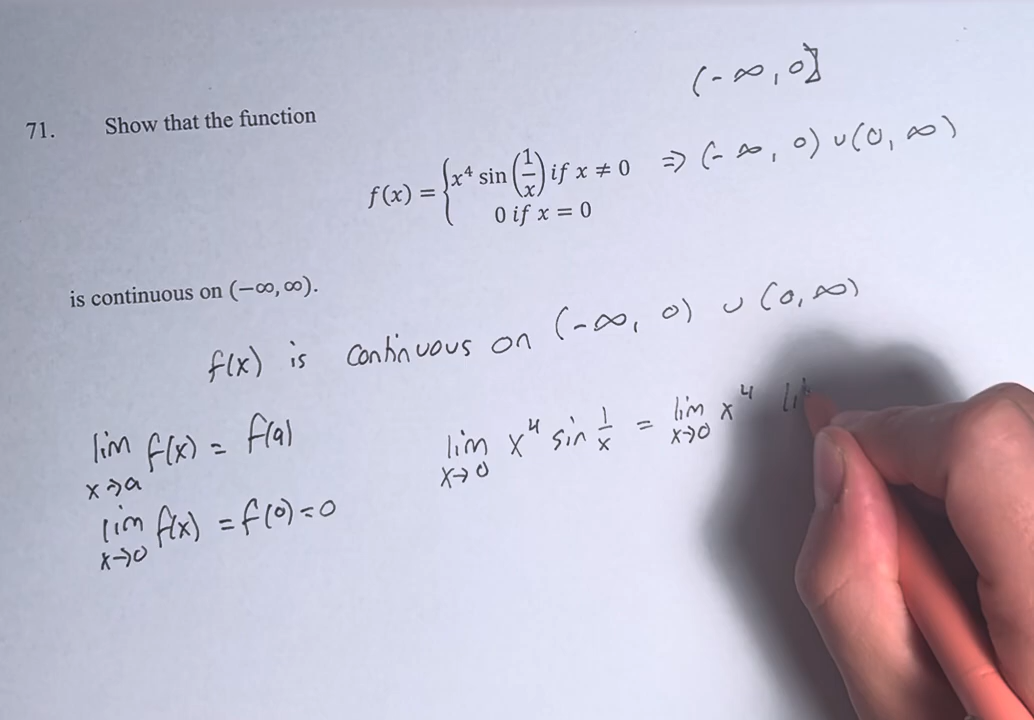 (-∞, 0]
71. Show that the function
f(x) = { x⁴ sin (1/x) if x ≠ 0 ⇒ (-∞, 0) ∪ (0, ∞)
0 if x = 0
is continuous on (−∞, ∞).
f(x) is continuous on (-∞, 0) ∪ (0, ∞)
lim x→a f(x) = f(a)
lim x→0 x⁴ sin 1/x = lim x→0 x⁴
lim x→0 f(x) = f(0) = 0